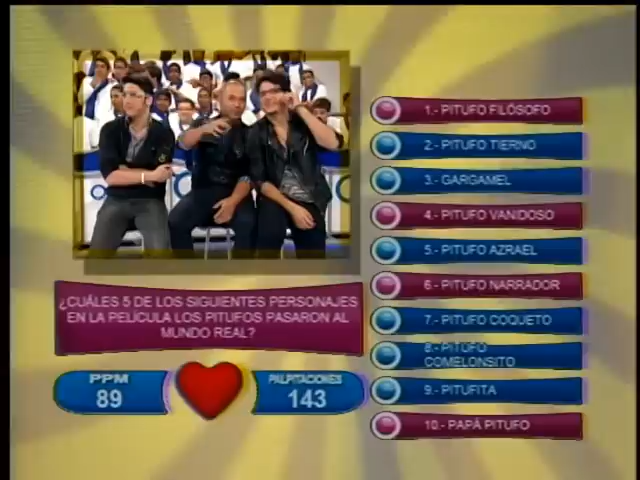 1.- PITUFO FILÓSOFO
2.- PITUFO TIERNO
3.- GARGAMEL
4.- PITUFO VANIDOSO
5.- PITUFO AZRAEL
6.- PITUFO NARRADOR
7.- PITUFO COQUETO
8.- PITUFO
COMELONSITO
9.- PITUFITA
10.- PAPÁ PITUFO
¿CUÁLES 5 DE LOS SIGUIENTES PERSONAJES
EN LA PELÍCULA LOS PITUFOS PASARON AL
MUNDO REAL?
PPM
89
PALPITACIONES
143